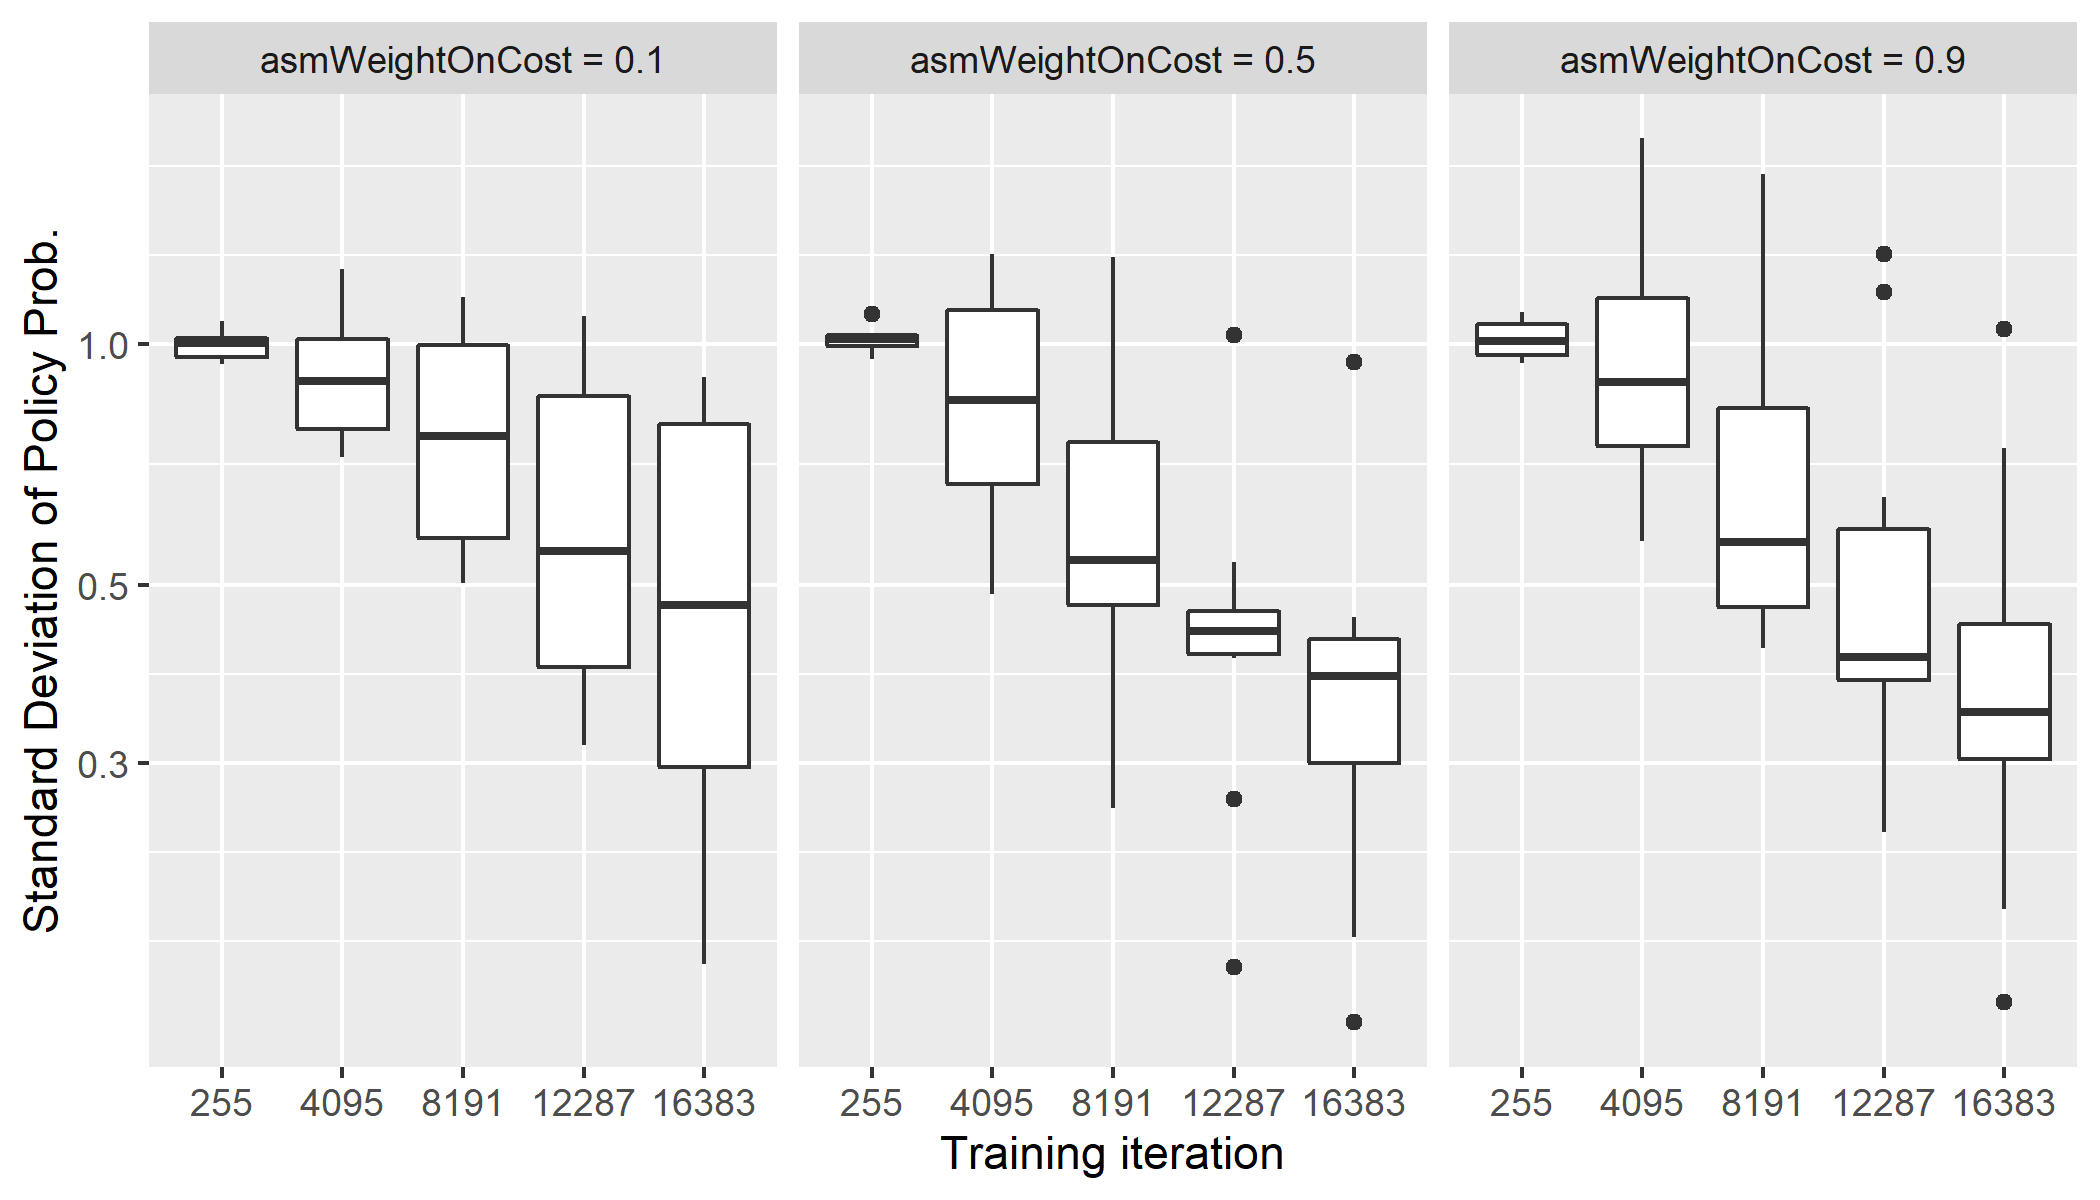 asmWeightOnCost = 0.1
asmWeightOnCost = 0.5
asmWeightOnCost = 0.9
Standard Deviation of Policy Prob.
1.0
0.5
0.3
255 4095 8191 12287 16383
255 4095 8191 12287 16383
255 4095 8191 12287 16383
Training iteration